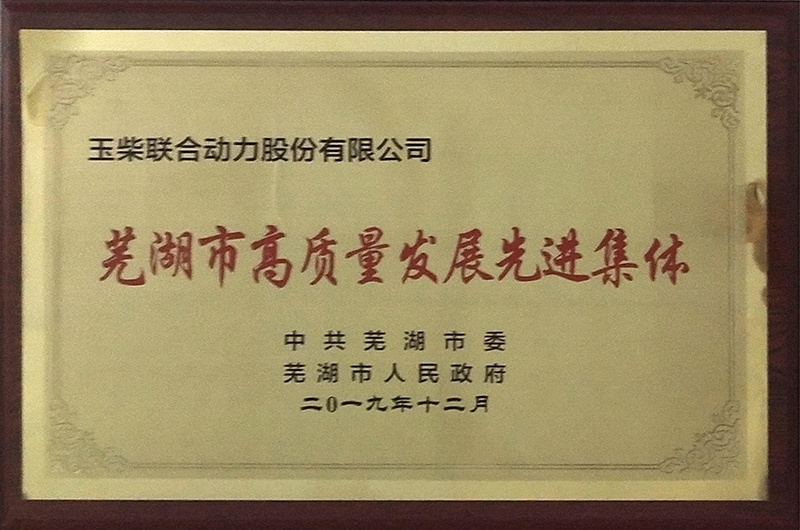 玉柴联合动力股份有限公司
芜湖市高质量发展先进集体
中共芜湖市委
芜湖市人民政府
二0一九年十二月